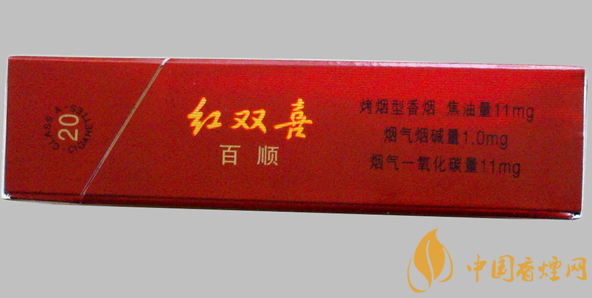 CLASS A
20
CIGARETTES
红双喜
百顺
烤烟型香烟 焦油量11mg
烟气烟碱量1.0mg
烟气一氧化碳量11mg
中国香煙网